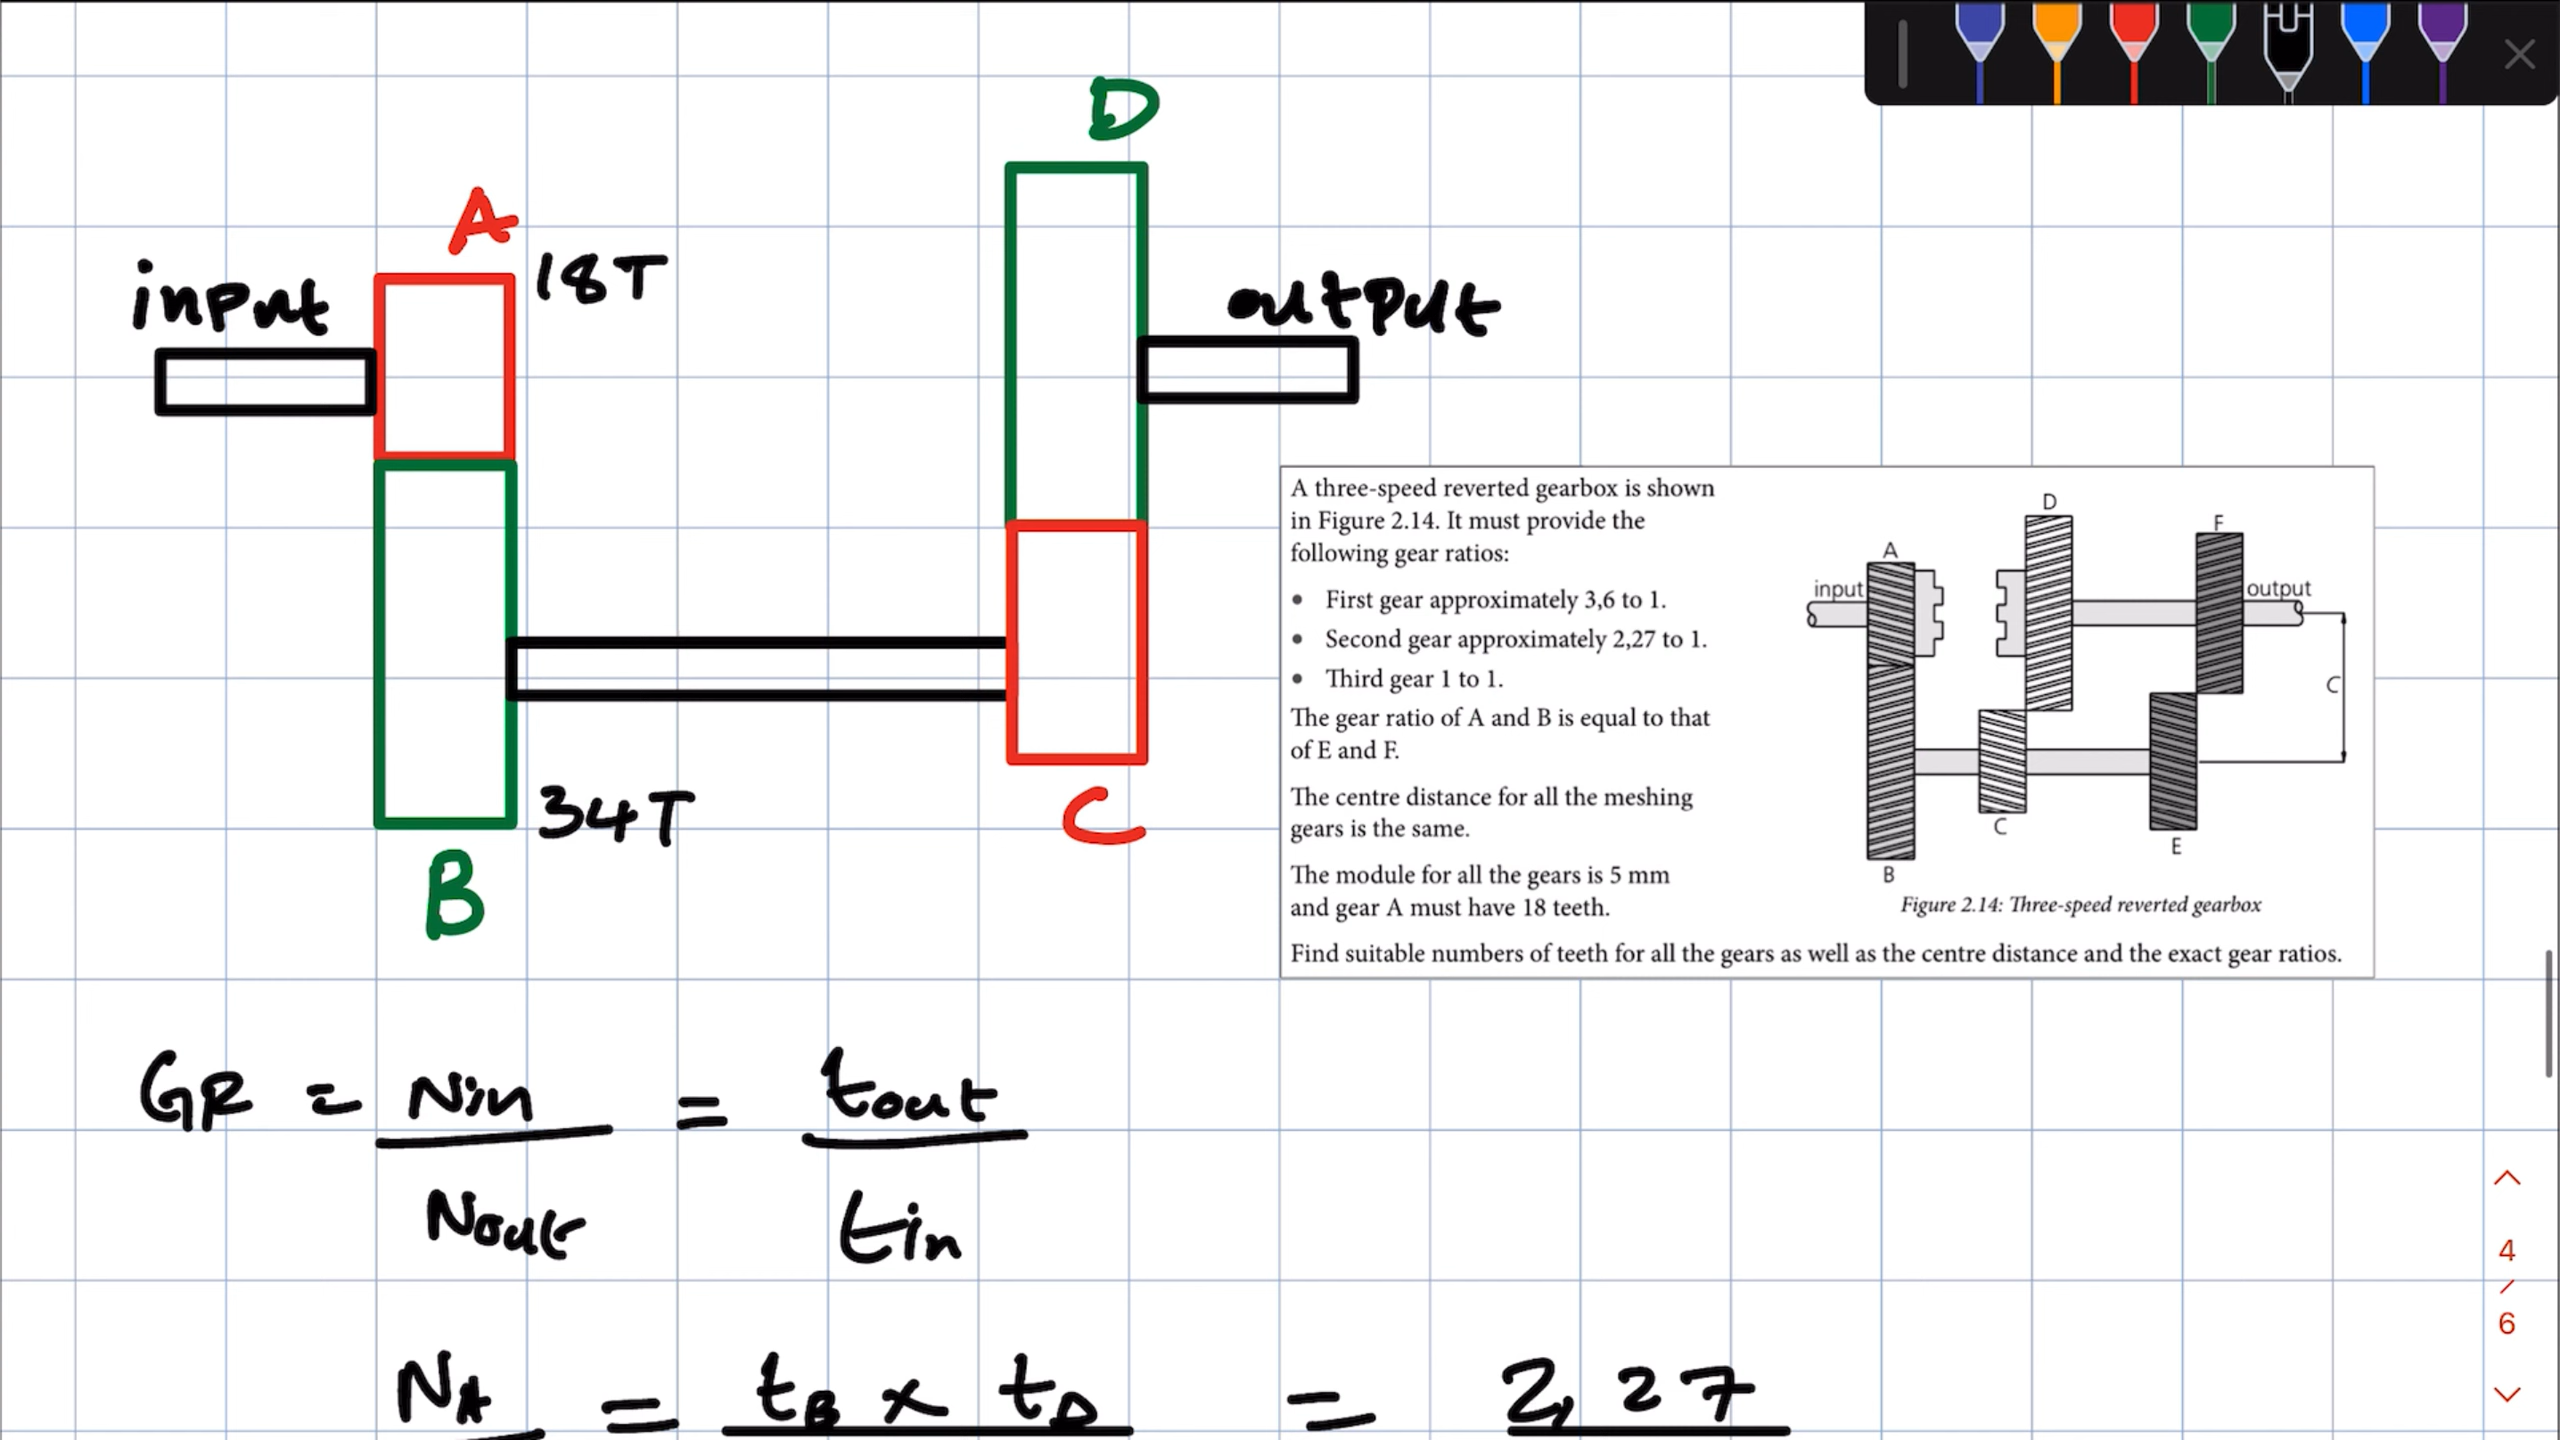 D
A
18T
input
output
34T
C
B
A three-speed reverted gearbox is shown
in Figure 2.14. It must provide the
following gear ratios:
• First gear approximately 3,6 to 1.
• Second gear approximately 2,27 to 1.
• Third gear 1 to 1.
The gear ratio of A and B is equal to that
of E and F.
The centre distance for all the meshing
gears is the same.
The module for all the gears is 5 mm
and gear A must have 18 teeth.
D
F
A
input
output
C
C
E
B
Figure 2.14: Three-speed reverted gearbox
Find suitable numbers of teeth for all the gears as well as the centre distance and the exact gear ratios.
GR = Nin = tout
Nout tin
4
/
6
NA = tB x tD = 2,27